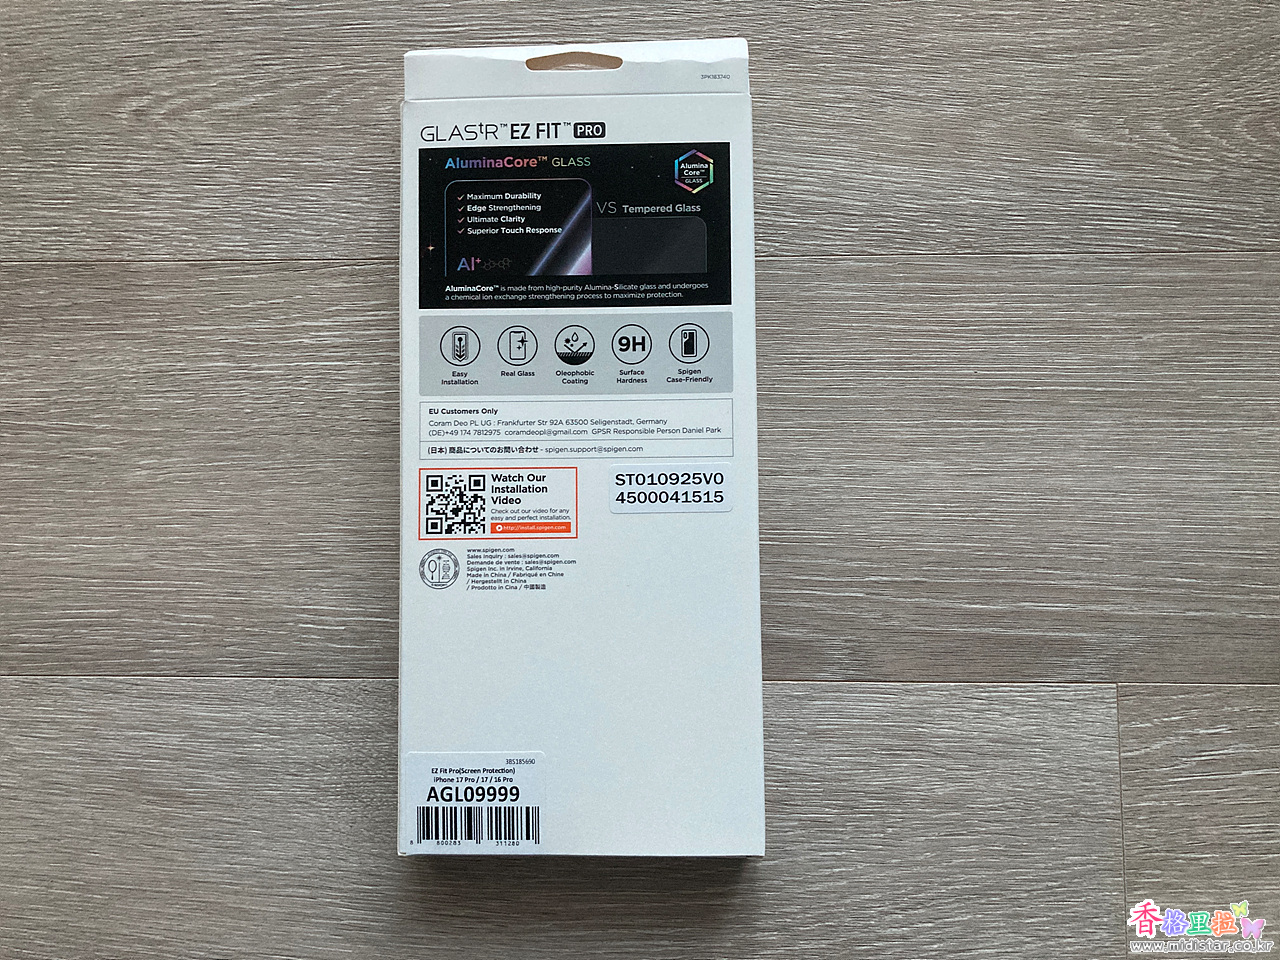 3PK183J40
GLAStR™ EZ FIT™ PRO
AluminaCore™ GLASS
Alumina
Core™
GLASS
Maximum Durability
Edge Strengthening
Ultimate Clarity
Superior Touch Response
VS Tempered Glass
Al+
AluminaCore™ is made from high-purity Alumina-Silicate glass and undergoes
a chemical ion exchange strengthening process to maximize protection.
9H
Easy
Installation
Real Glass
Oleophobic
Coating
Surface
Hardness
Spigen
Case-Friendly
EU Customers Only
Coram Deo PL UG : Frankfurter Str 92A 63500 Seligenstadt, Germany
(DE)+49 174 7812975 coramdeopl@gmail.com GPSR Responsible Person Daniel Park
(日本) 商品についてのお問い合わせ - spigen.support@spigen.com
Watch Our
Installation
Video
Check out our video for any
easy and perfect installation.
http://install.spigen.com
ST010925V0
4500041515
www.spigen.com
Sales Inquiry : sales@spigen.com
Demande de vente : sales@spigen.com
Spigen Inc. in Irvine, California
Made in China / Fabriqué en Chine
/ Hergestellt in China
/ Prodotto in Cina / 中国製造
38S185690
EZ Fit Pro(Screen Protection)
iPhone 17 Pro / 17 / 16 Pro
AGL09999
8 800283 311280
香格里拉
www.midistar.co.kr